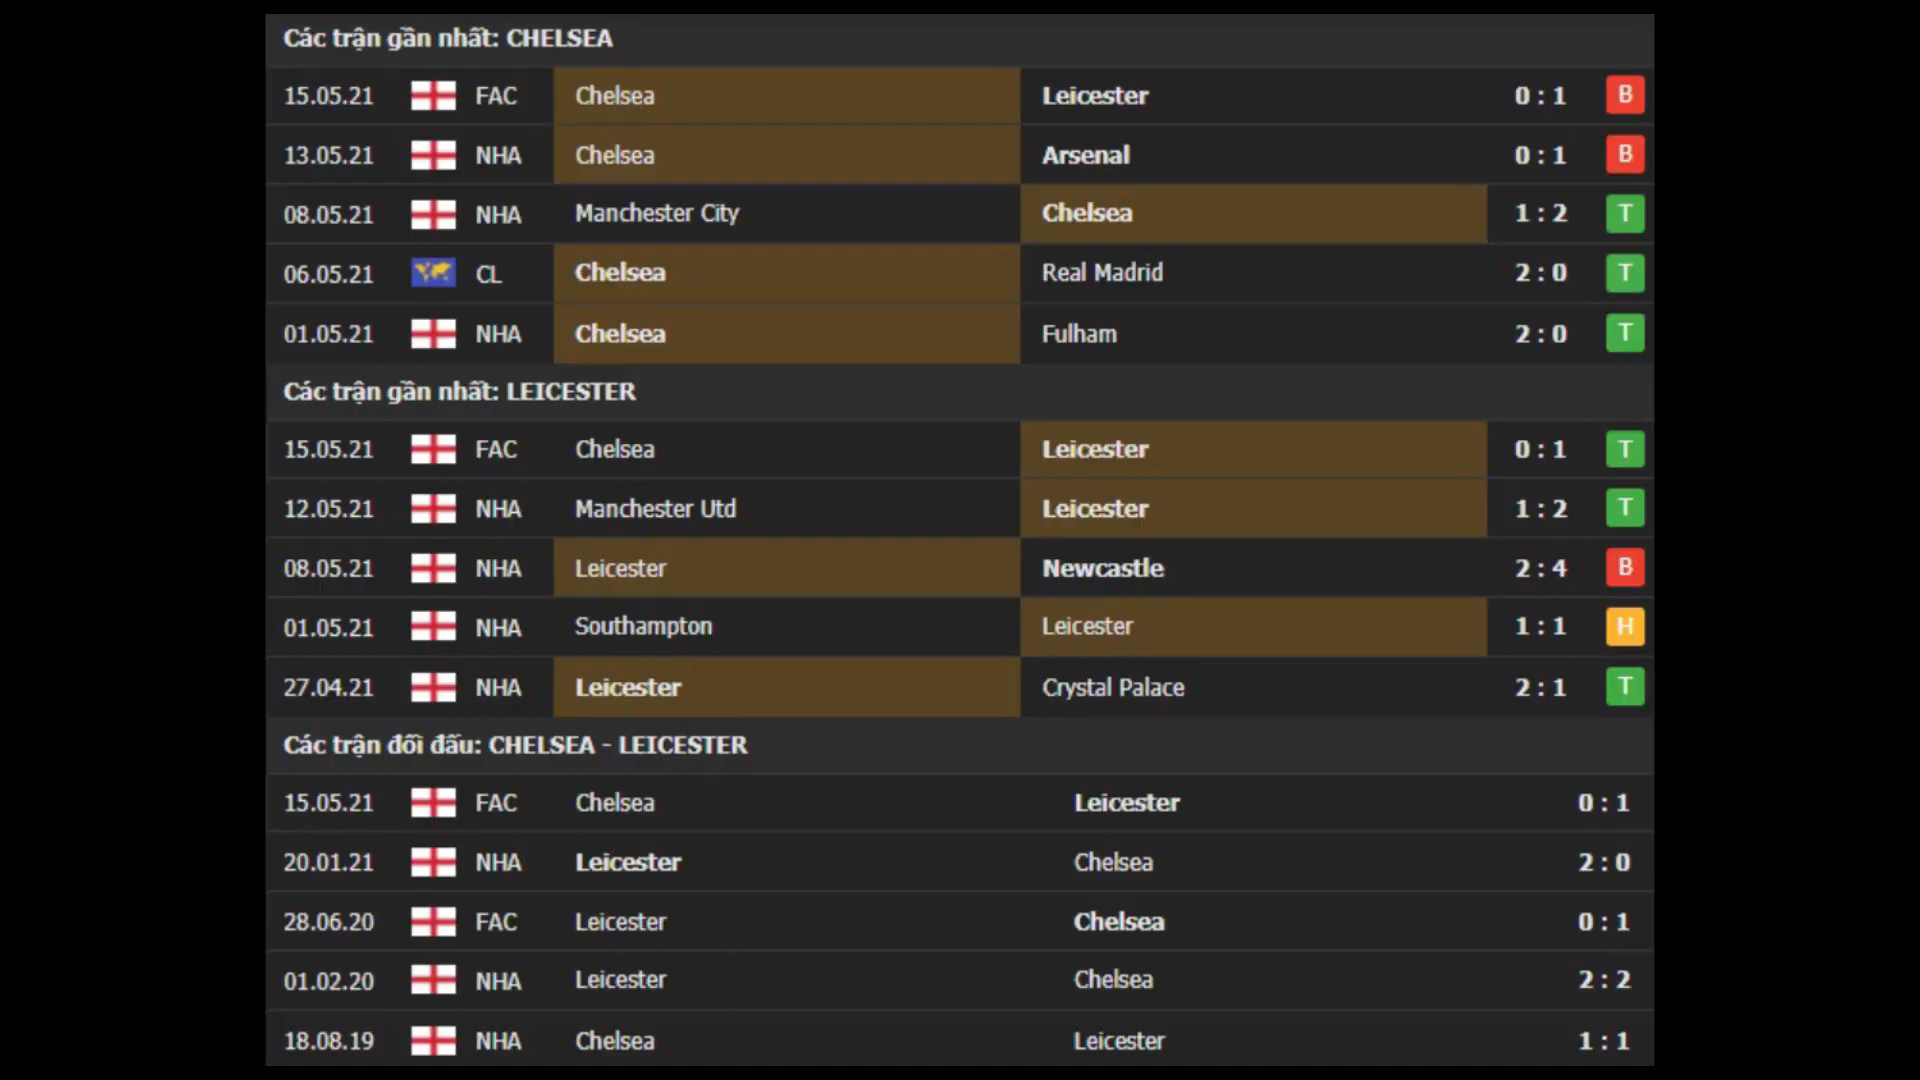 Các trận gần nhất: CHELSEA
15.05.21 FAC Chelsea Leicester 0 : 1 B
13.05.21 NHA Chelsea Arsenal 0 : 1 B
08.05.21 NHA Manchester City Chelsea 1 : 2 T
06.05.21 CL Chelsea Real Madrid 2 : 0 T
01.05.21 NHA Chelsea Fulham 2 : 0 T
Các trận gần nhất: LEICESTER
15.05.21 FAC Chelsea Leicester 0 : 1 T
12.05.21 NHA Manchester Utd Leicester 1 : 2 T
08.05.21 NHA Leicester Newcastle 2 : 4 B
01.05.21 NHA Southampton Leicester 1 : 1 H
27.04.21 NHA Leicester Crystal Palace 2 : 1 T
Các trận đối đấu: CHELSEA - LEICESTER
15.05.21 FAC Chelsea Leicester 0 : 1
20.01.21 NHA Leicester Chelsea 2 : 0
28.06.20 FAC Leicester Chelsea 0 : 1
01.02.20 NHA Leicester Chelsea 2 : 2
18.08.19 NHA Chelsea Leicester 1 : 1